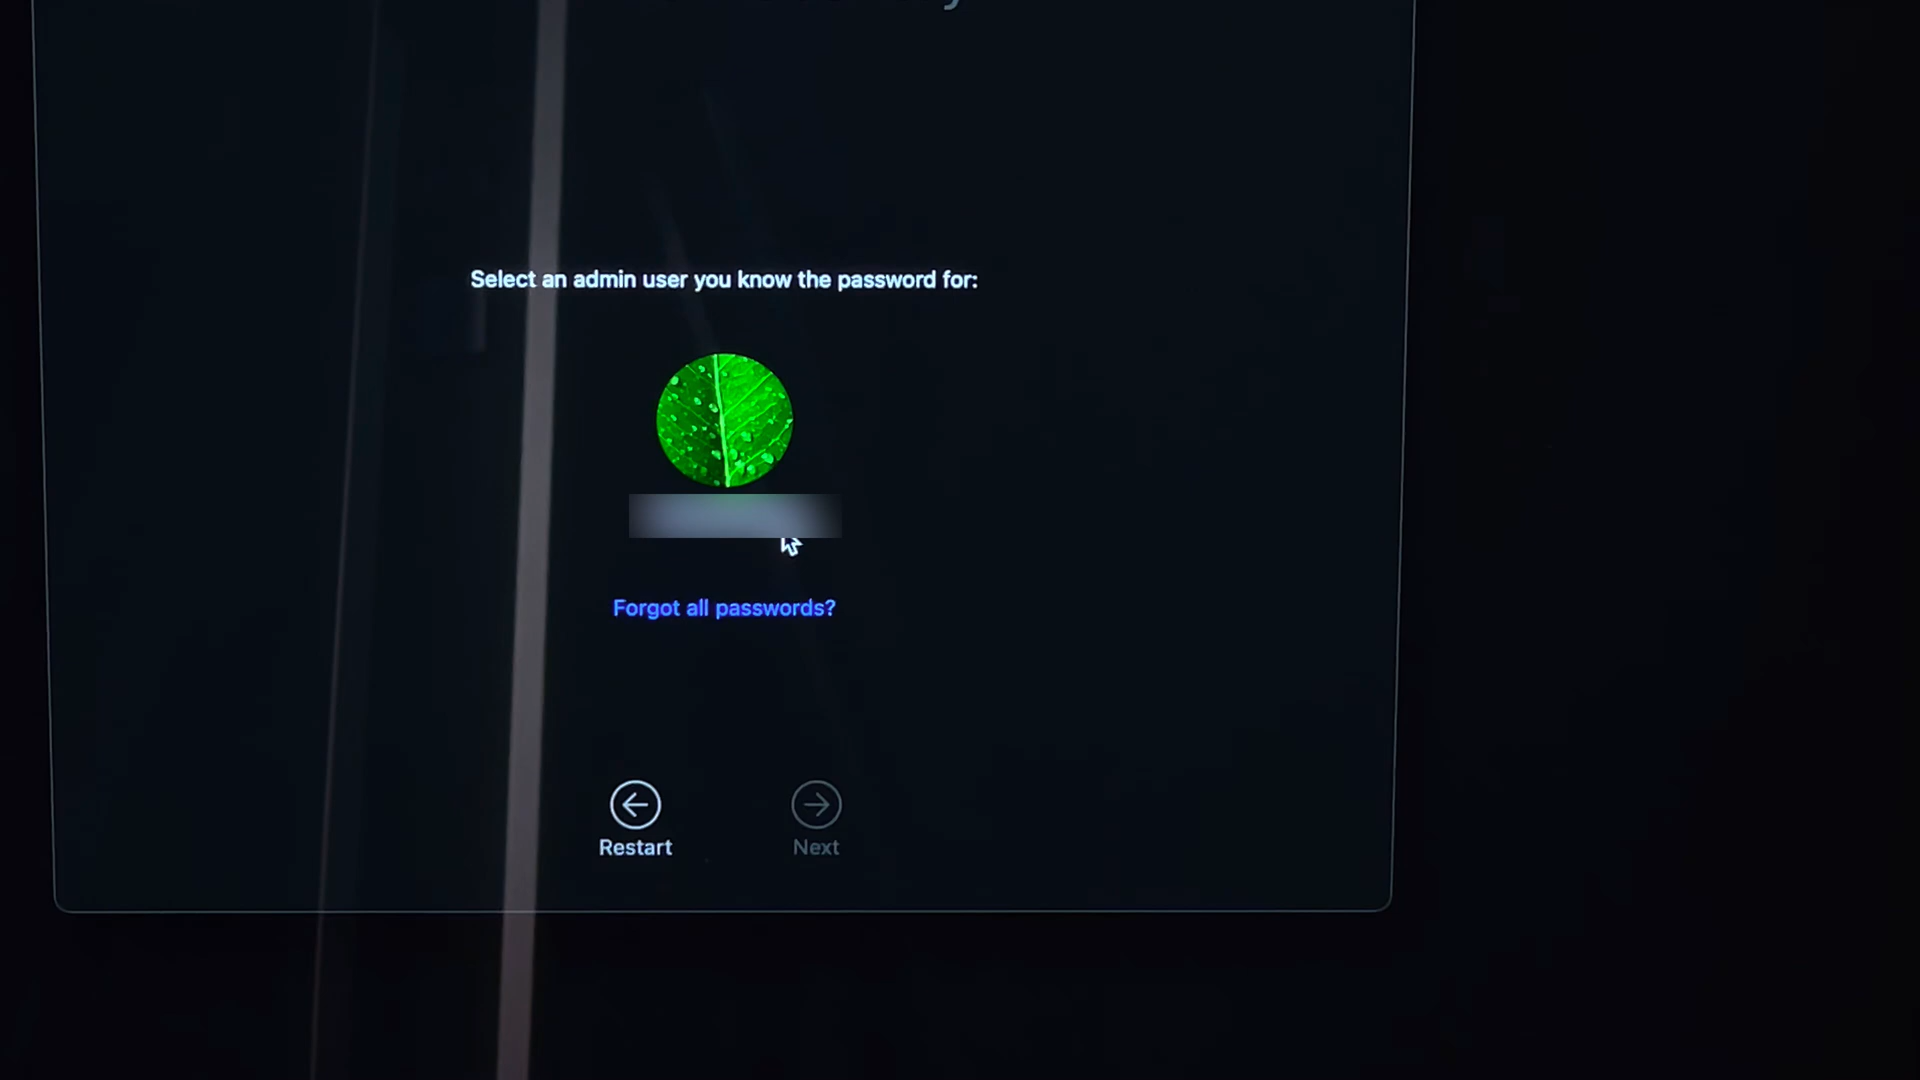 Select an admin user you know the password for:
Forgot all passwords?
Restart
Next